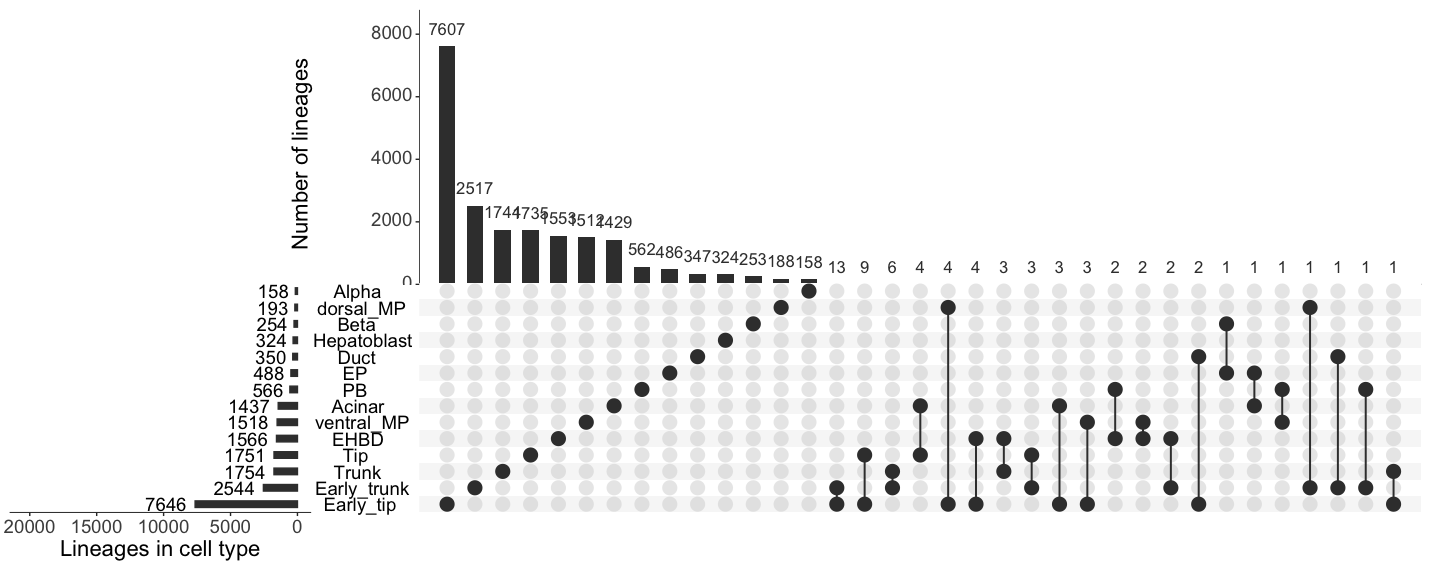 Number of lineages
8000
6000
4000
2000
0
7607
2517
1744
1735
1553
1512
1429
562
486
347
324
253
188
158
13
9
6
4
4
4
3
3
3
3
2
2
2
2
1
1
1
1
1
1
1
158 Alpha
193 dorsal_MP
254 Beta
324 Hepatoblast
350 Duct
488 EP
566 PB
1437 Acinar
1518 ventral_MP
1566 EHBD
1751 Tip
1754 Trunk
2544 Early_trunk
7646 Early_tip
20000 15000 10000 5000 0
Lineages in cell type